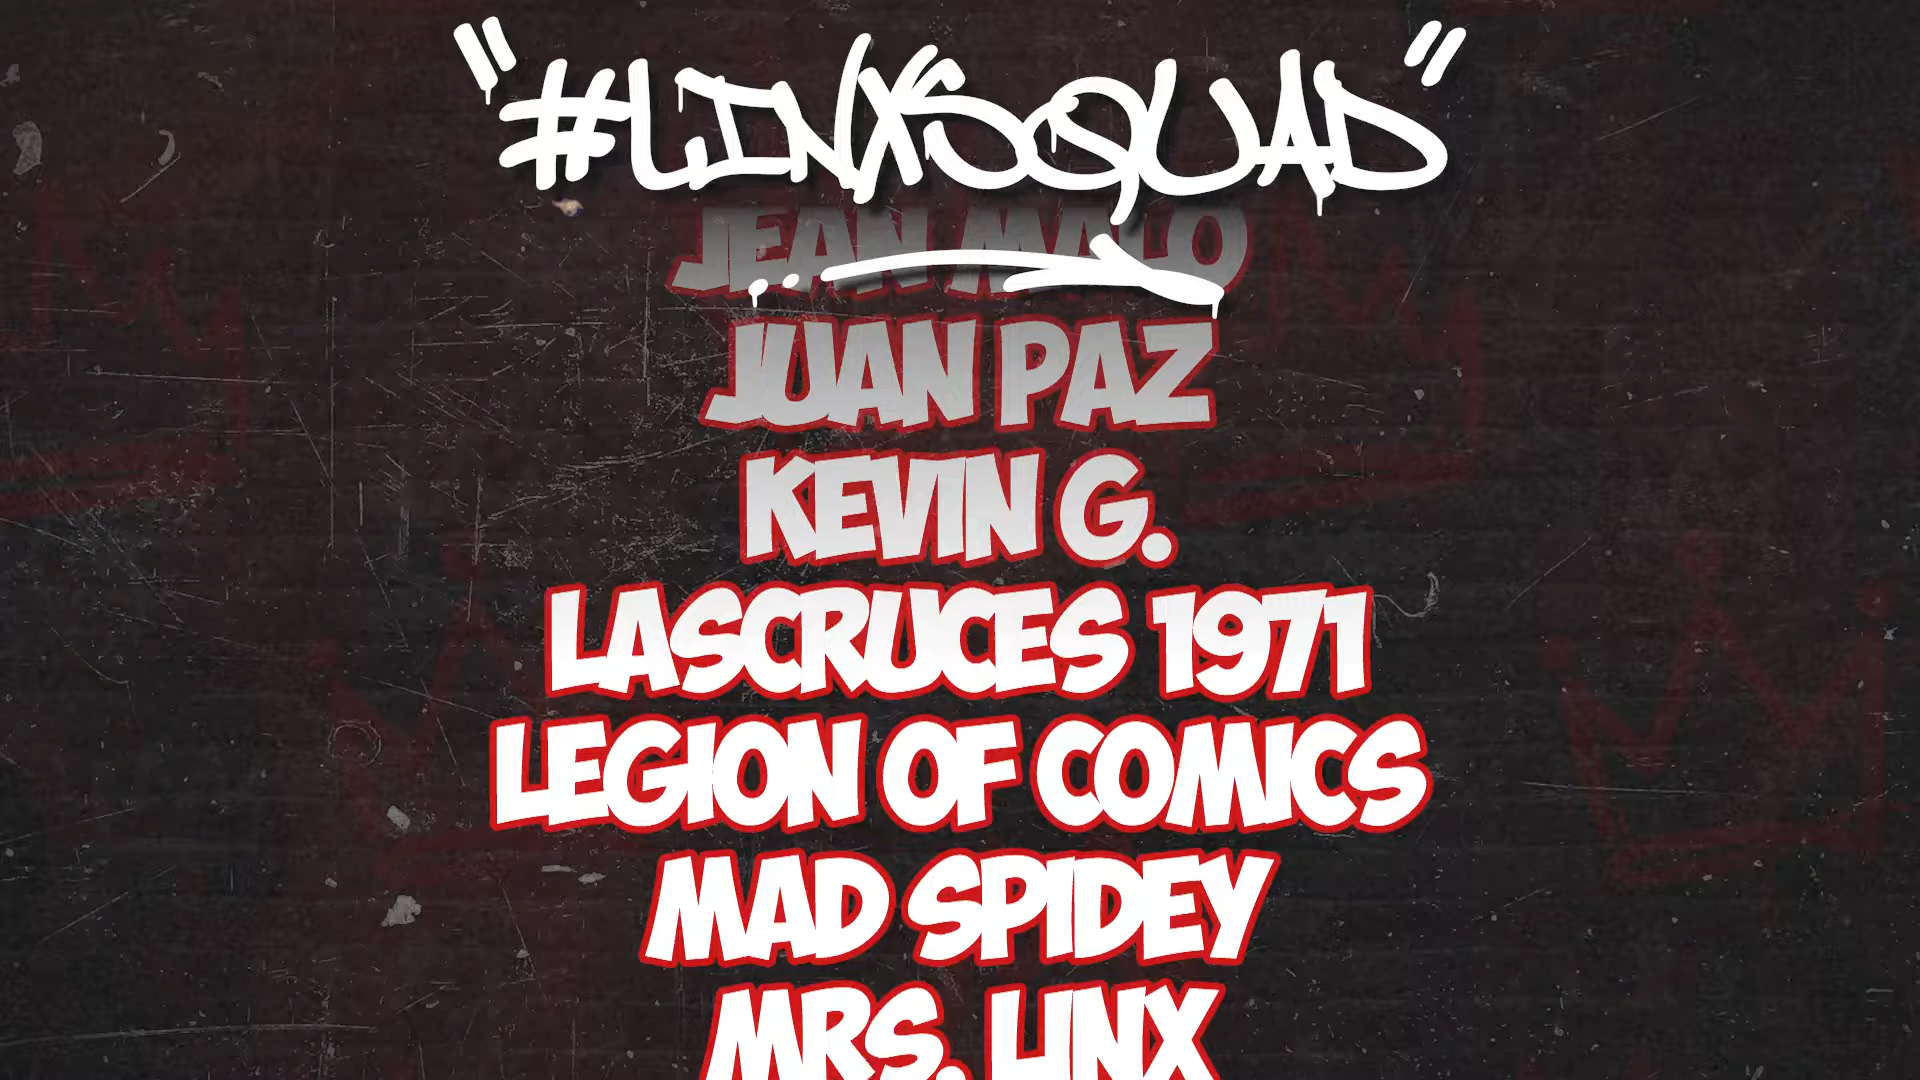 "#LINXSQUAD"
JEAN MALO
JUAN PAZ
KEVIN G.
LASCRUCES 1971
LEGION OF COMICS
MAD SPIDEY
MRS. LINX